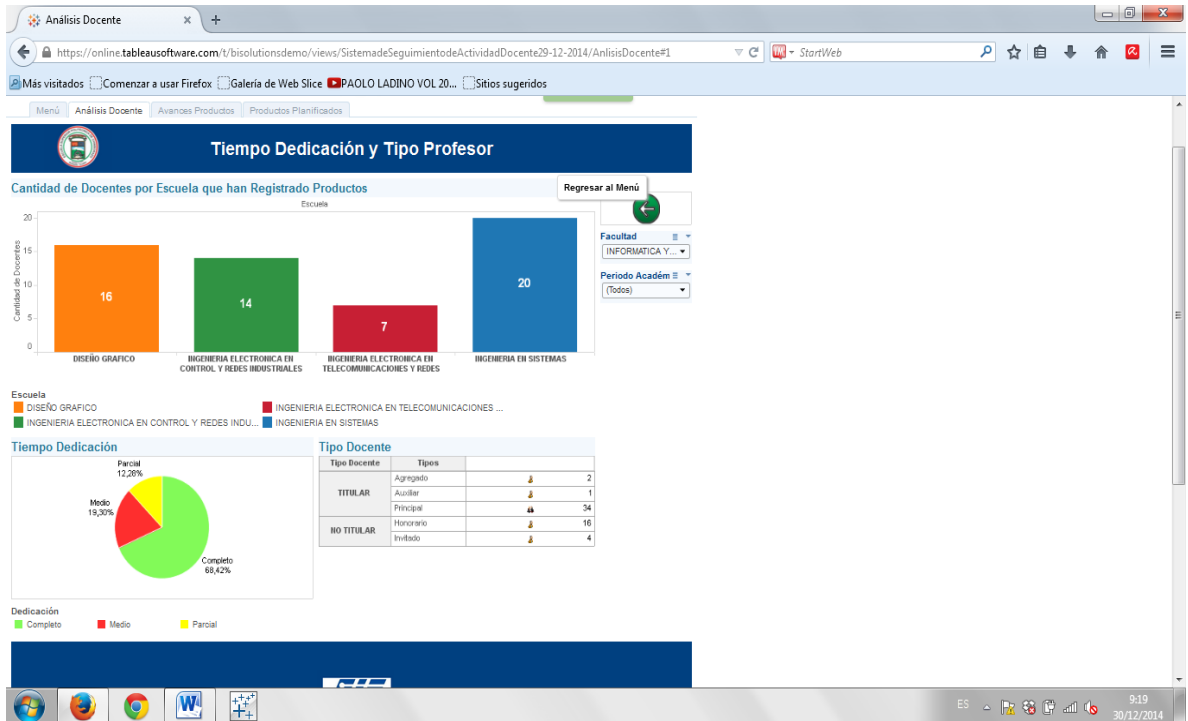 Análisis Docente
https://online.tableausoftware.com/t/bisolutionsdemo/views/SistemadeSeguimientodeActividadDocente29-12-2014/AnlisisDocente#1
StartWeb
Más visitados Comenzar a usar Firefox Galería de Web Slice PAOLO LADINO VOL 20... Sitios sugeridos
Menú Análisis Docente Avances Productos Productos Planificados
Tiempo Dedicación y Tipo Profesor
Cantidad de Docentes por Escuela que han Registrado Productos
Regresar al Menú
Escuela
Cantidad de Docentes
20
15
10
5
0
16
14
7
20
DISEÑO GRAFICO
INGENIERIA ELECTRONICA EN
CONTROL Y REDES INDUSTRIALES
INGENIERIA ELECTRONICA EN
TELECOMUNICACIONES Y REDES
INGENIERIA EN SISTEMAS
Facultad
INFORMATICA Y...
Periodo Académ
(Todos)
Escuela
DISEÑO GRAFICO INGENIERIA ELECTRONICA EN TELECOMUNICACIONES ...
INGENIERIA ELECTRONICA EN CONTROL Y REDES INDU... INGENIERIA EN SISTEMAS
Tiempo Dedicación
Parcial
12,28%
Medio
19,30%
Completo
68,42%
Tipo Docente
Tipo Docente Tipos
TITULAR
Agregado 2
Auxiliar 1
Principal 34
NO TITULAR
Honorario 16
Invitado 4
Dedicación
Completo Medio Parcial
ES
9:19
30/12/2014